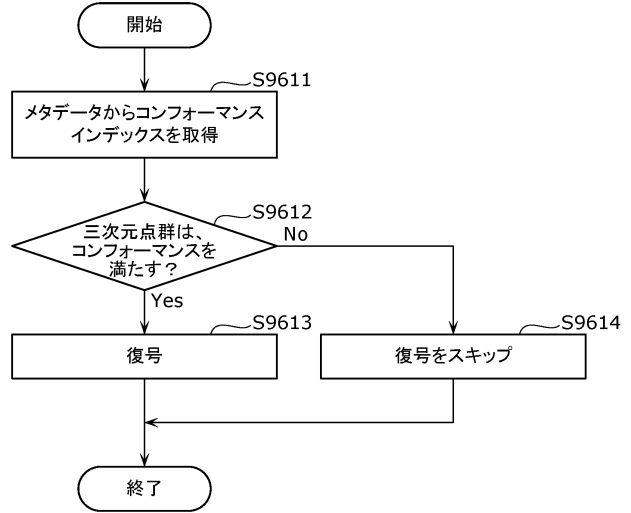 開始
S9611
メタデータからコンフォーマンス
インデックスを取得
S9612
三次元点群は、
コンフォーマンスを
満たす？
No
Yes
S9613
復号
S9614
復号をスキップ
終了